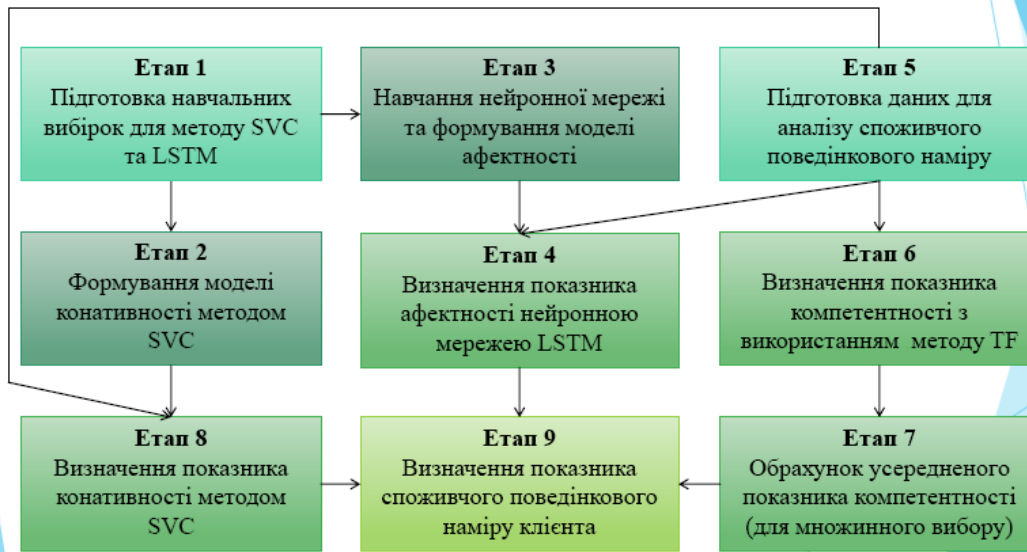 Етап 1
Підготовка навчальних
вибірок для методу SVC
та LSTM
Етап 3
Навчання нейронної мережі
та формування моделі
афектності
Етап 5
Підготовка даних для
аналізу споживчого
поведінкового наміру
Етап 2
Формування моделі
конативності методом
SVC
Етап 4
Визначення показника
афектності нейронною
мережею LSTM
Етап 6
Визначення показника
компетентності з
використанням методу TF
Етап 8
Визначення показника
конативності методом
SVC
Етап 9
Визначення показника
споживчого поведінкового
наміру клієнта
Етап 7
Обрахунок усередненого
показника компетентності
(для множинного вибору)